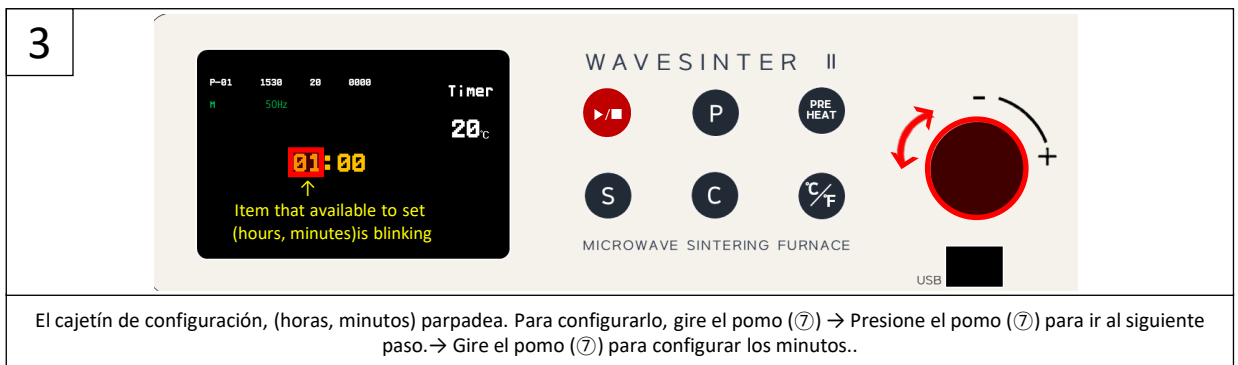 3
WAVESINTER II
P-01 1530 20 0000
Timer
M 50Hz
20℃
01:00
↑
Item that available to set
(hours, minutes)is blinking
▶/■ P PRE HEAT
S C ℃/℉
- +
MICROWAVE SINTERING FURNACE
USB
El cajetín de configuración, (horas, minutos) parpadea. Para configurarlo, gire el pomo (⑦) → Presione el pomo (⑦) para ir al siguiente
paso.→ Gire el pomo (⑦) para configurar los minutos..